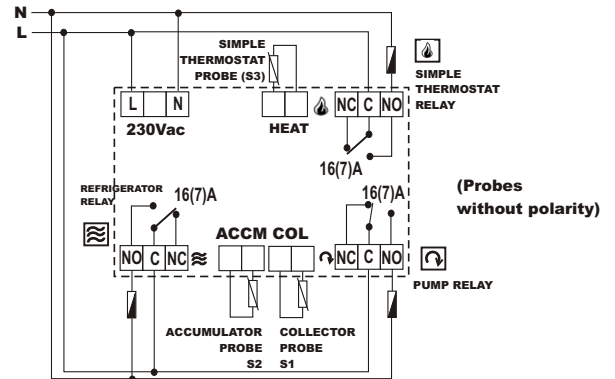 N
L
SIMPLE
THERMOSTAT
PROBE (S3)
SIMPLE
THERMOSTAT
RELAY
L N
230Vac
HEAT
NC C NO
16(7)A
REFRIGERATOR
RELAY
16(7)A
16(7)A
(Probes
without polarity)
ACCM COL
NO C NC
NC C NO
PUMP RELAY
ACCUMULATOR
PROBE
S2
COLLECTOR
PROBE
S1